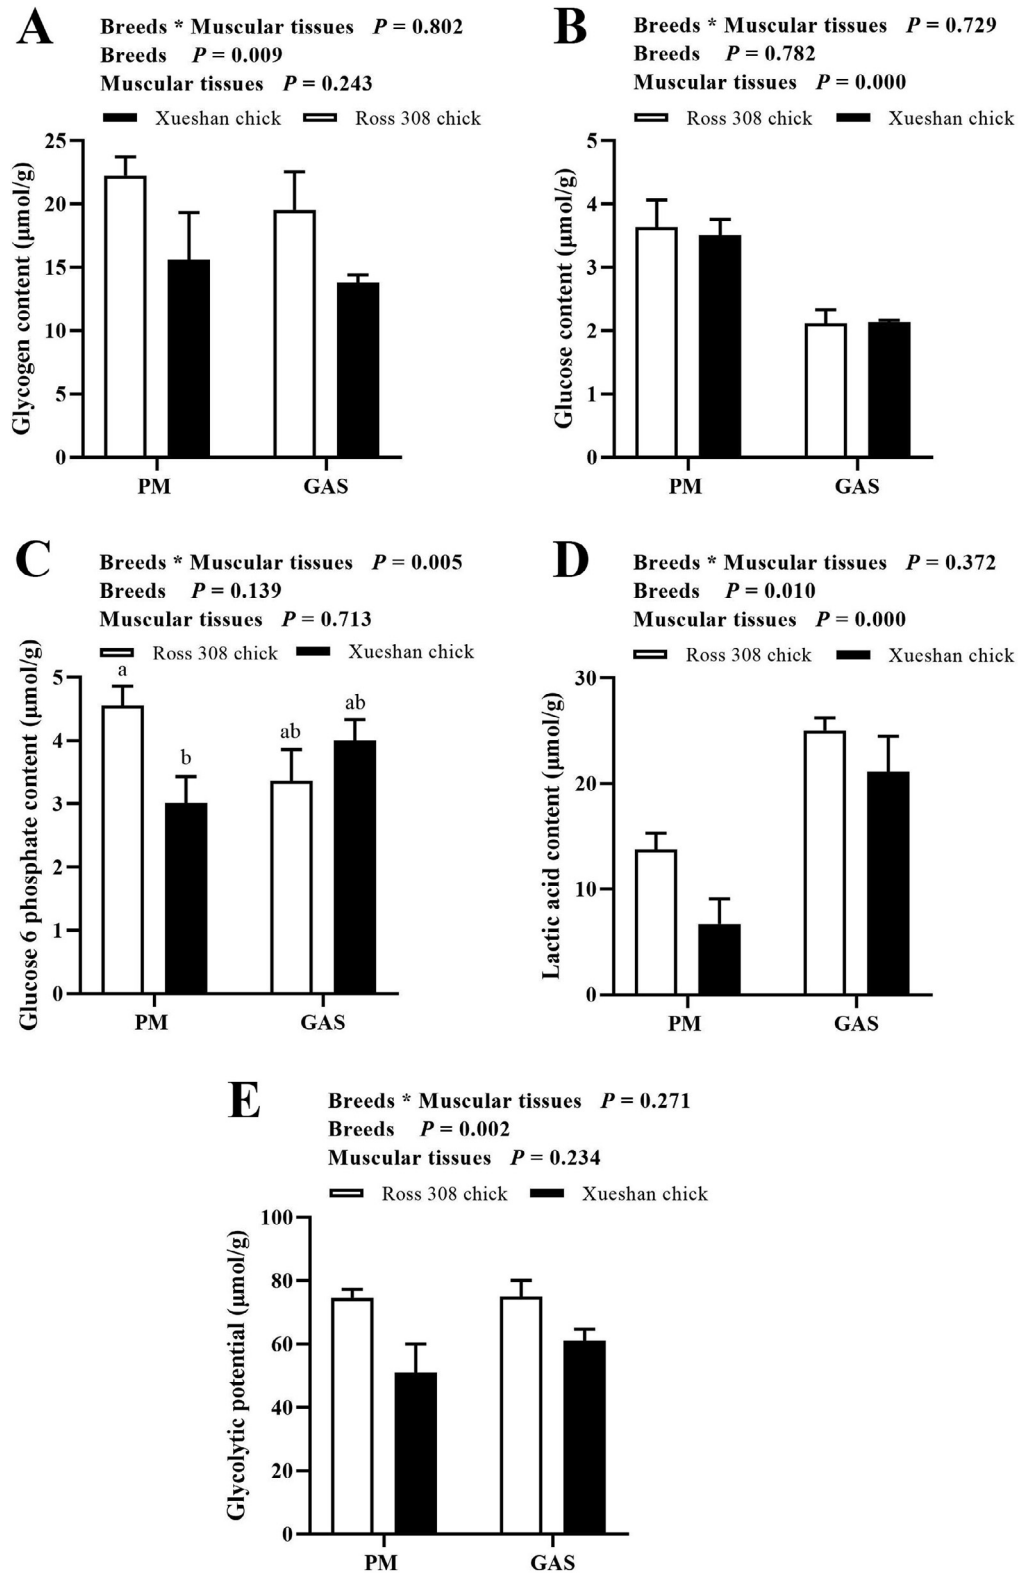 A
Breeds * Muscular tissues P = 0.802
Breeds P = 0.009
Muscular tissues P = 0.243
Xueshan chick Ross 308 chick
Glycogen content (μmol/g)
25
20
15
10
5
0
PM GAS
B
Breeds * Muscular tissues P = 0.729
Breeds P = 0.782
Muscular tissues P = 0.000
Ross 308 chick Xueshan chick
Glucose content (μmol/g)
5
4
3
2
1
0
PM GAS
C
Breeds * Muscular tissues P = 0.005
Breeds P = 0.139
Muscular tissues P = 0.713
Ross 308 chick Xueshan chick
Glucose 6 phosphate content (μmol/g)
5
4
3
2
1
0
a
b
ab
ab
PM GAS
D
Breeds * Muscular tissues P = 0.372
Breeds P = 0.010
Muscular tissues P = 0.000
Ross 308 chick Xueshan chick
Lactic acid content (μmol/g)
30
20
10
0
PM GAS
E
Breeds * Muscular tissues P = 0.271
Breeds P = 0.002
Muscular tissues P = 0.234
Ross 308 chick Xueshan chick
Glycolytic potential (μmol/g)
100
80
60
40
20
0
PM GAS